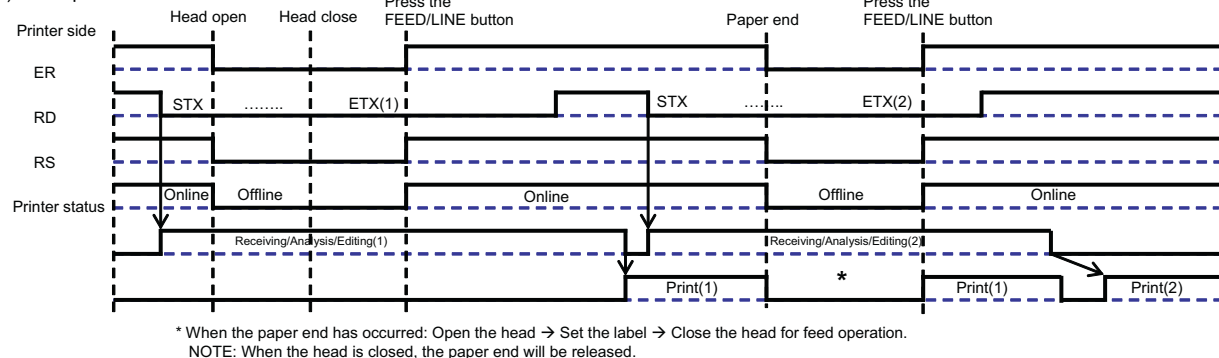 Press the
Press the
Head open Head close FEED/LINE button Paper end FEED/LINE button
Printer side
ER
STX …….. ETX(1) STX …….. ETX(2)
RD
RS
Online Offline Online Offline Online
Printer status
Receiving/Analysis/Editing(1) Receiving/Analysis/Editing(2)
Print(1) * Print(1) Print(2)
* When the paper end has occurred: Open the head → Set the label → Close the head for feed operation.
NOTE: When the head is closed, the paper end will be released.